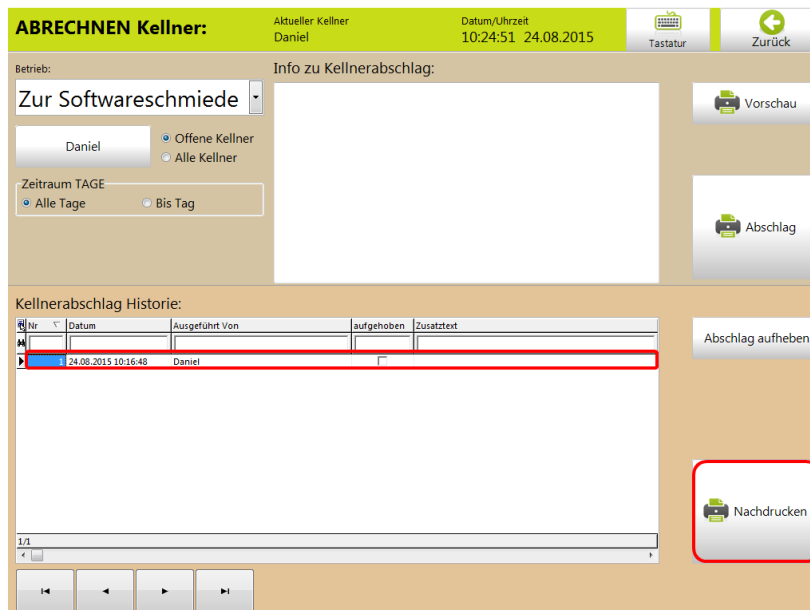 ABRECHNEN Kellner:
Aktueller Kellner
Daniel
Datum/Uhrzeit
10:24:51 24.08.2015
Tastatur
Zurück
Betrieb:
Zur Softwareschmiede
Daniel
Offene Kellner
Alle Kellner
Zeitraum TAGE
Alle Tage
Bis Tag
Info zu Kellnerabschlag:
Vorschau
Abschlag
Kellnerabschlag Historie:
Nr Datum Ausgeführt Von aufgehoben Zusatztext
1 24.08.2015 10:16:48 Daniel
1/1
Abschlag aufheben
Nachdrucken